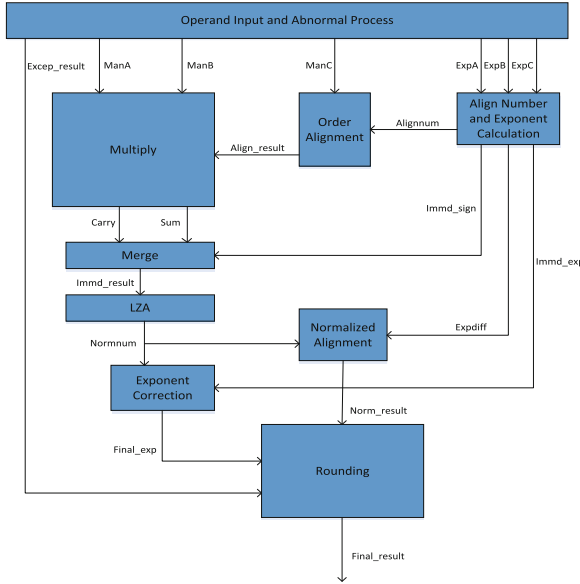 Operand Input and Abnormal Process
Excep_result
ManA
ManB
ManC
ExpA
ExpB
ExpC
Multiply
Order
Alignment
Alignnum
Align Number
and Exponent
Calculation
Align_result
Carry
Sum
Immd_sign
Merge
Immd_exp
Immd_result
LZA
Normnum
Normalized
Alignment
Expdiff
Exponent
Correction
Norm_result
Final_exp
Rounding
Final_result